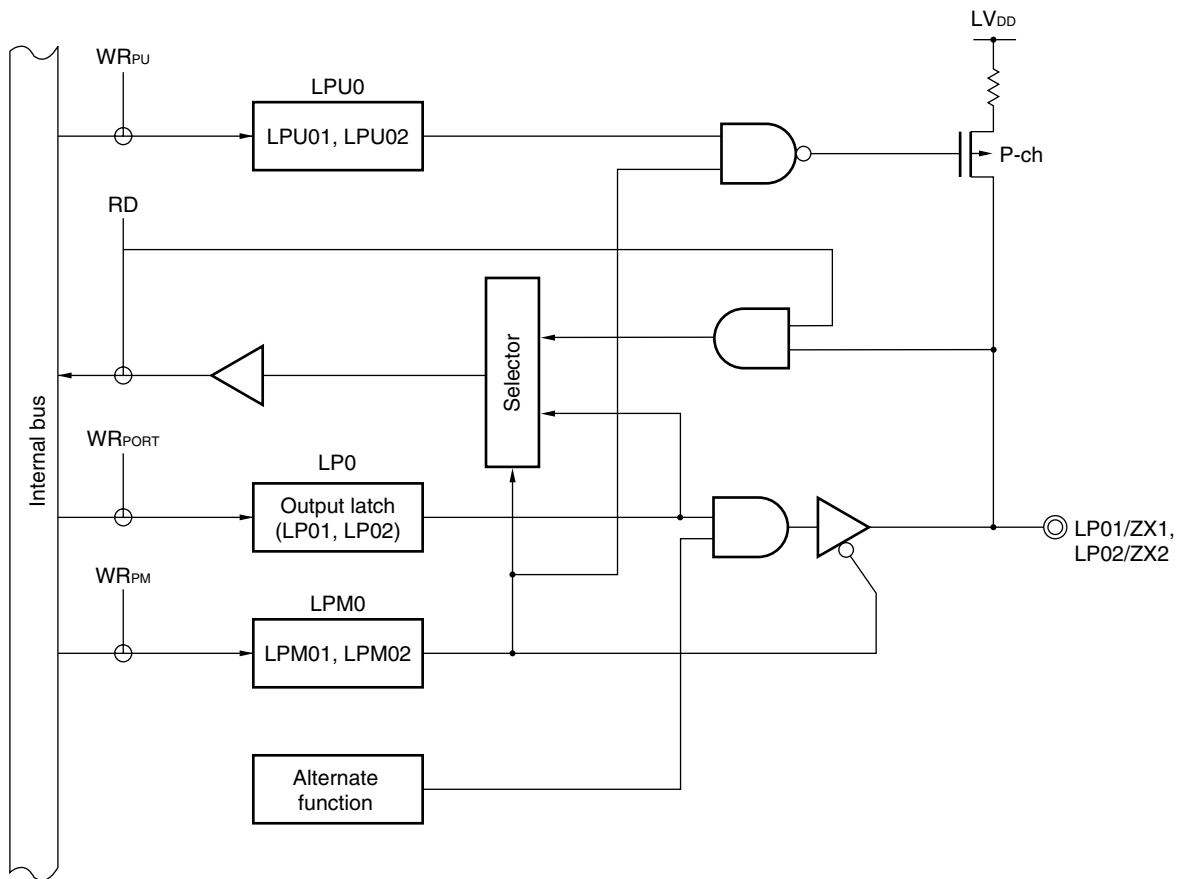 LVDD
WRPU
LPU0
LPU01, LPU02
P-ch
RD
Selector
Internal bus
WRPORT
LP0
Output latch
(LP01, LP02)
LP01/ZX1,
LP02/ZX2
WRPM
LPM0
LPM01, LPM02
Alternate
function